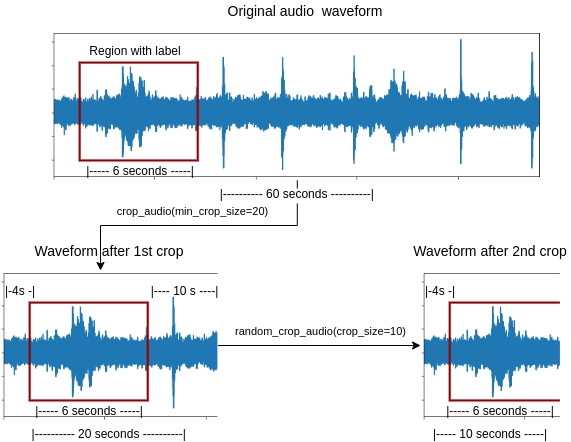 Original audio  waveform
Region with label
|----- 6 seconds -----|
|---------- 60 seconds ----------|
crop_audio(min_crop_size=20)
Waveform after 1st crop
Waveform after 2nd crop
|-4s -|
|---- 10 s ----|
|-4s -|
random_crop_audio(crop_size=10)
|----- 6 seconds -----|
|----- 6 seconds -----|
|---------- 20 seconds ----------|
|----- 10 seconds -----|